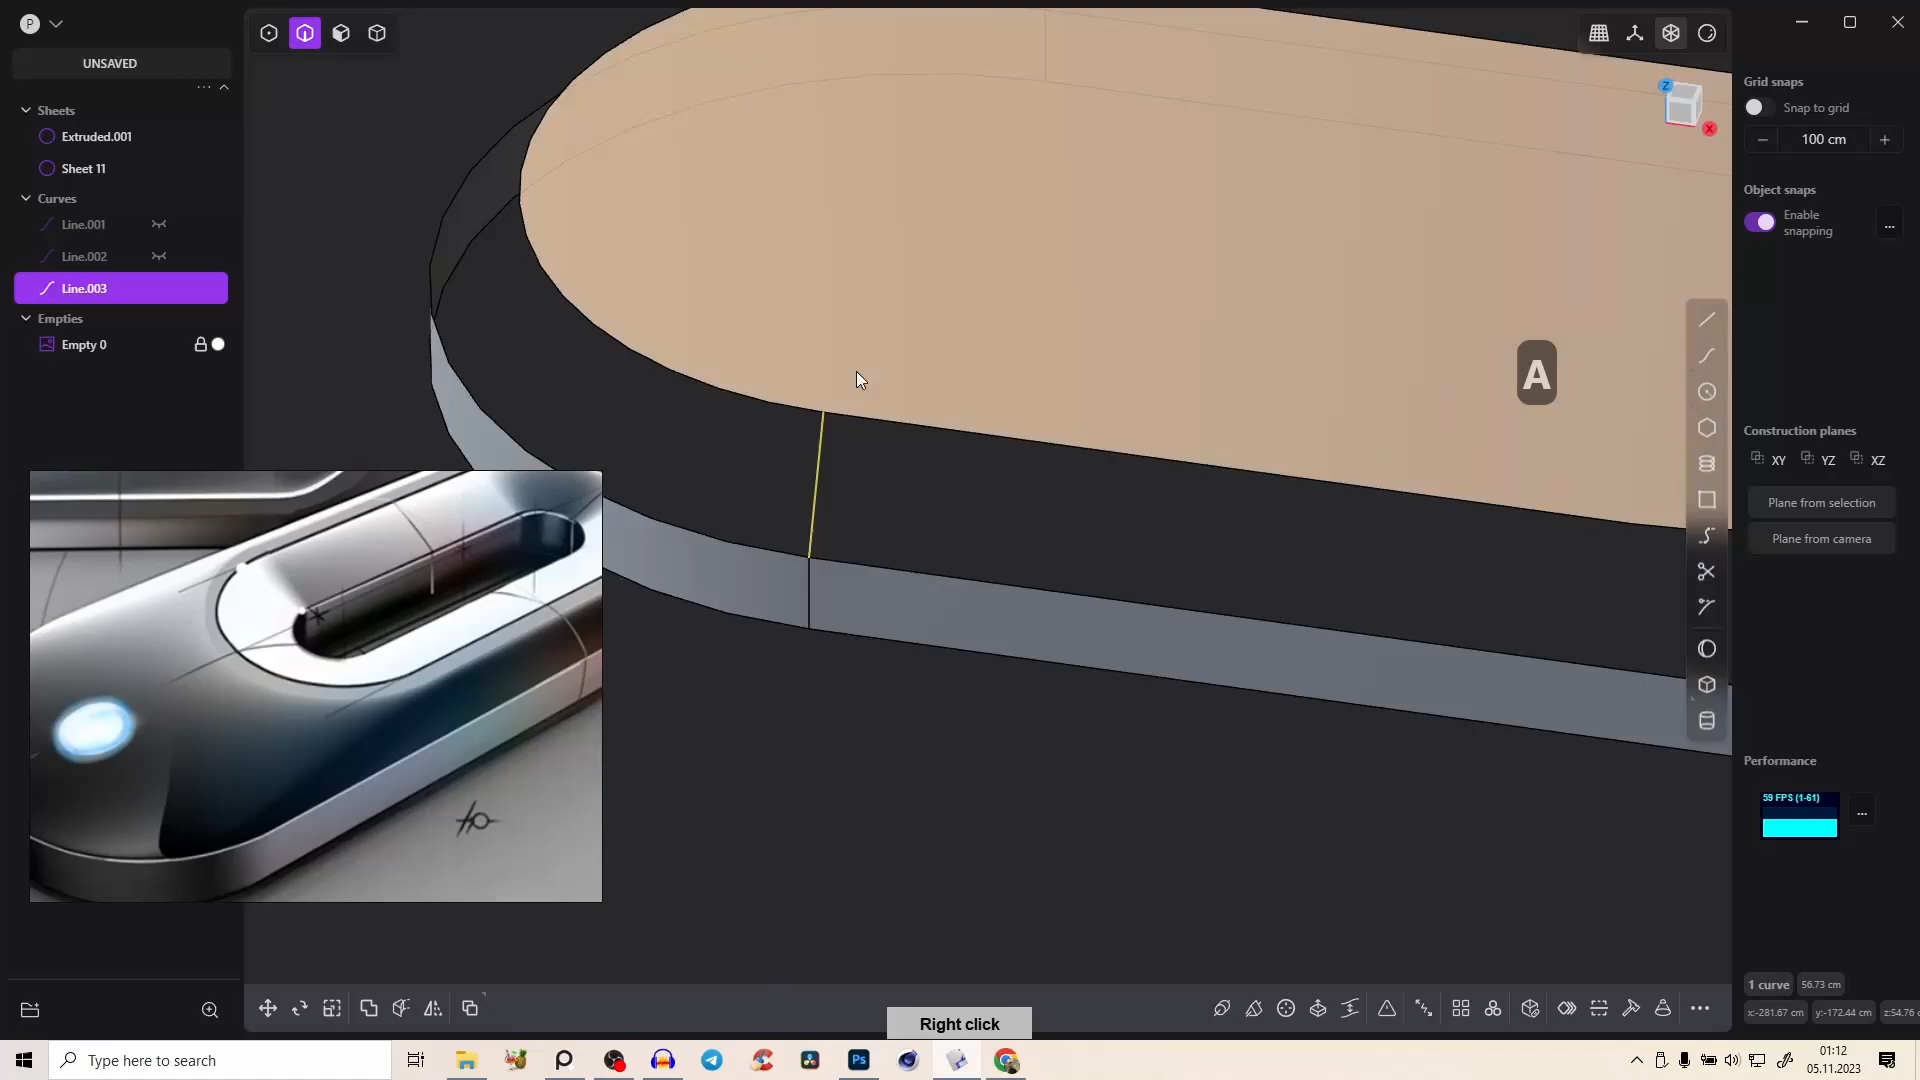 P
UNSAVED
...
Sheets
Extruded.001
Sheet 11
Curves
Line.001
Line.002
Line.003
Empties
Empty 0
Z
X
A
Grid snaps
Snap to grid
100 cm
Object snaps
Enable
snapping
...
Construction planes
XY
YZ
XZ
Plane from selection
Plane from camera
Performance
59 FPS (1-61)
...
1 curve
56.73 cm
x:-281.67 cm
y:-172.44 cm
z:54.76 c
Right click
Type here to search
Ps
01:12
05.11.2023